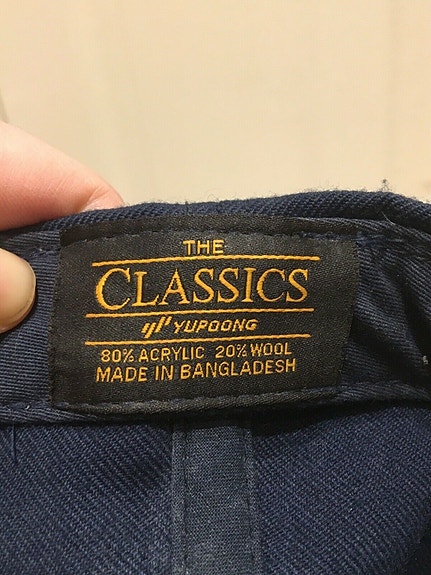 THE
CLASSICS
YUPOONG
80% ACRYLIC 20% WOOL
MADE IN BANGLADESH